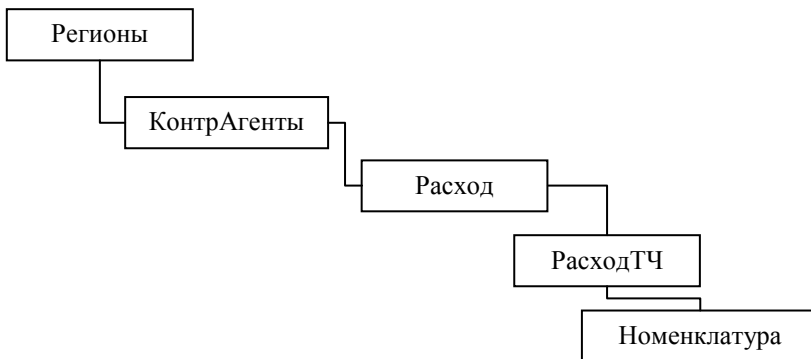 Регионы
КонтрАгенты
Расход
РасходТЧ
Номенклатура